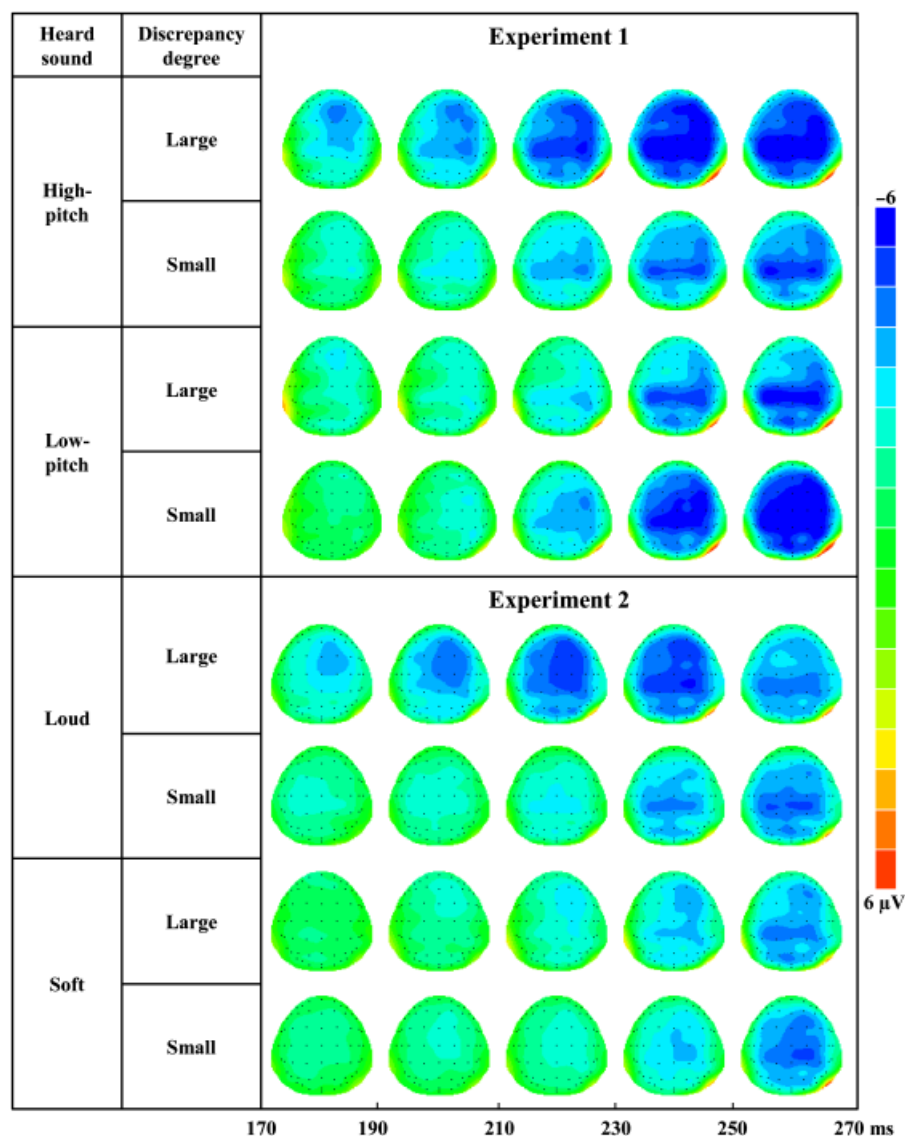 Heard sound
Discrepancy degree
Experiment 1
High-pitch
Large
Small
Low-pitch
Large
Small
−6
6 μV
Experiment 2
Loud
Large
Small
Soft
Large
Small
170 190 210 230 250 270 ms